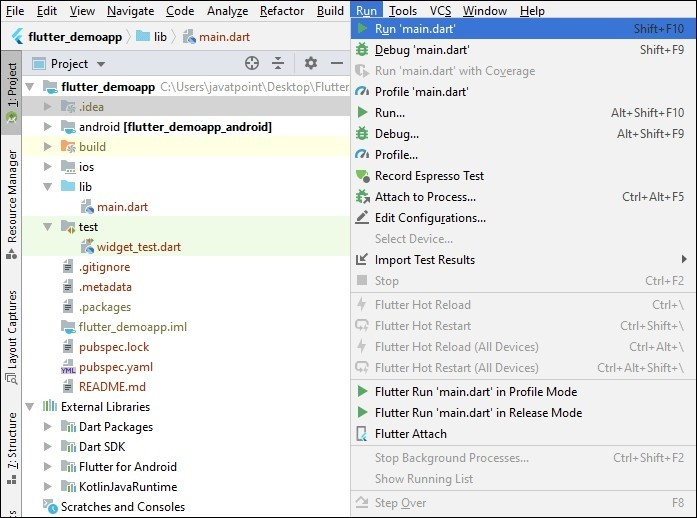 File Edit View Navigate Code Analyze Refactor Build Run Tools VCS Window Help
flutter_demoapp lib main.dart
1: Project
Resource Manager
Layout Captures
7: Structure
Project
flutter_demoapp C:\Users\javatpoint\Desktop\Flutter
.idea
android [flutter_demoapp_android]
build
ios
lib
main.dart
test
widget_test.dart
.gitignore
.metadata
.packages
flutter_demoapp.iml
pubspec.lock
YML pubspec.yaml
README.md
External Libraries
Dart Packages
Dart SDK
Flutter for Android
KotlinJavaRuntime
Scratches and Consoles
Run 'main.dart' Shift+F10
Debug 'main.dart' Shift+F9
Run 'main.dart' with Coverage
Profile 'main.dart'
Run... Alt+Shift+F10
Debug... Alt+Shift+F9
Profile...
Record Espresso Test
Attach to Process... Ctrl+Alt+F5
Edit Configurations...
Select Device...
Import Test Results
Stop Ctrl+F2
Flutter Hot Reload Ctrl+\
Flutter Hot Restart Ctrl+Shift+\
Flutter Hot Reload (All Devices) Ctrl+Alt+\
Flutter Hot Restart (All Devices) Ctrl+Alt+Shift+\
Flutter Run 'main.dart' in Profile Mode
Flutter Run 'main.dart' in Release Mode
Flutter Attach
Stop Background Processes... Ctrl+Shift+F2
Show Running List
Step Over F8